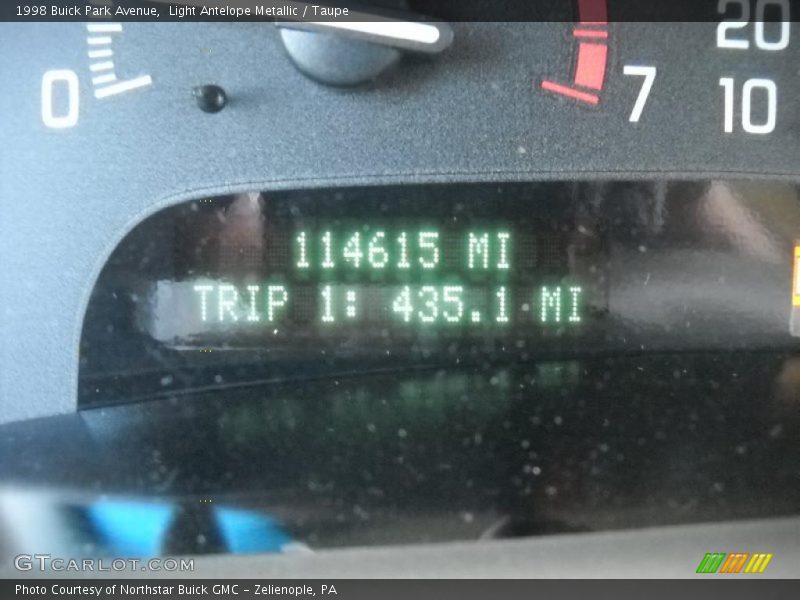 1998 Buick Park Avenue,  Light Antelope Metallic / Taupe
0
7
20
10
114615 MI
TRIP 1: 435.1 MI
GTCARLOT.COM
Photo Courtesy of Northstar Buick GMC - Zelienople, PA